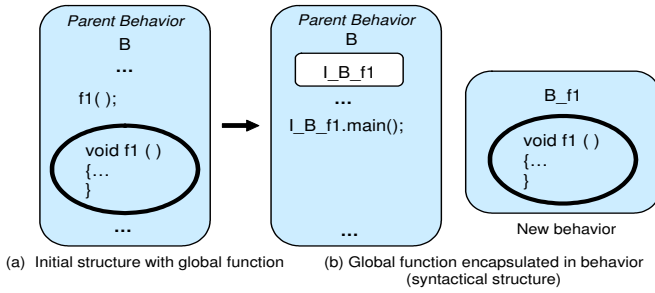 Parent Behavior
B
...
f1( );
void f1 ( )
{...
}
...
(a) Initial structure with global function
Parent Behavior
B
I_B_f1
...
I_B_f1.main();
...
B_f1
void f1 ( )
{...
}
New behavior
(b) Global function encapsulated in behavior
(syntactical structure)